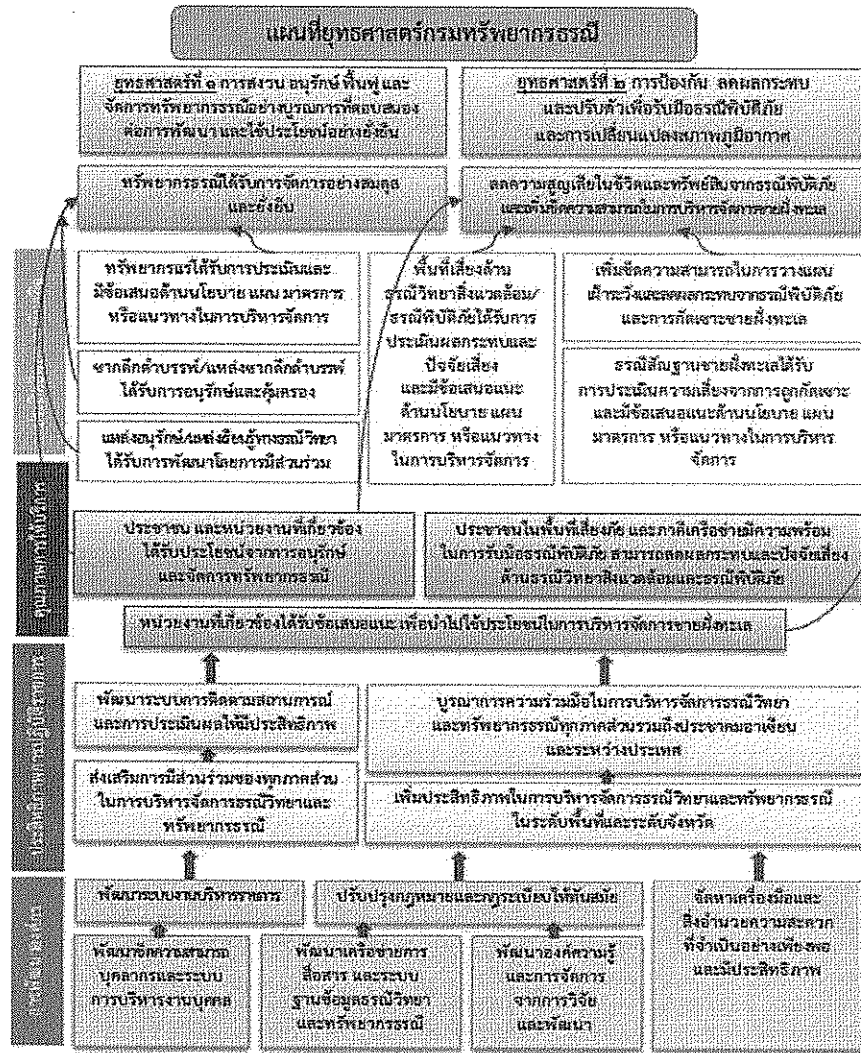 แผนที่ยุทธศาสตร์กรมทรัพยากรธรณี
ยุทธศาสตร์ที่ ๑ การสงวน อนุรักษ์ ฟื้นฟู และ
จัดการทรัพยากรธรณีอย่างบูรณการที่ตอบสนอง
ต่อการพัฒนา และใช้ประโยชน์อย่างยั่งยืน
ยุทธศาสตร์ที่ ๒ การป้องกัน ลดผลกระทบ
และปรับตัวเพื่อรับมือธรณีพิบัติภัย
และการเปลี่ยนแปลงสภาพภูมิอากาศ
ทรัพยากรธรณีได้รับการจัดการอย่างสมดุล
และยั่งยืน
ลดความสูญเสียในชีวิตและทรัพย์สินจากธรณีพิบัติภัย
และเพิ่มขีดความสามารถในการบริหารจัดการชายฝั่งทะเล
ทรัพยากรแร่ได้รับการประเมินและ
มีข้อเสนอด้านนโยบาย แผน มาตรการ
หรือแนวทางในการบริหารจัดการ
ซากดึกดำบรรพ์/แหล่งซากดึกดำบรรพ์
ได้รับการอนุรักษ์และคุ้มครอง
แหล่งอนุรักษ์/แหล่งเรียนรู้ทางธรณีวิทยา
ได้รับการพัฒนาโดยการมีส่วนร่วม
พื้นที่เสี่ยงด้าน
ธรณีวิทยาสิ่งแวดล้อม/
ธรณีพิบัติภัยได้รับการ
ประเมินผลกระทบและ
ปัจจัยเสี่ยง
และมีข้อเสนอแนะ
ด้านนโยบาย แผน
มาตรการ หรือแนวทาง
ในการบริหารจัดการ
เพิ่มขีดความสามารถในการวางแผน
เฝ้าระวังและลดผลกระทบจากธรณีพิบัติภัย
และการกัดเซาะชายฝั่งทะเล
ธรณีสัณฐานชายฝั่งทะเลได้รับ
การประเมินความเสี่ยงจากการถูกกัดเซาะ
และมีข้อเสนอแนะด้านนโยบาย แผน
มาตรการ หรือแนวทางในการบริหาร
จัดการ
คุณภาพการให้บริการ
ประชาชน และหน่วยงานที่เกี่ยวข้อง
ได้รับประโยชน์จากการอนุรักษ์
และจัดการทรัพยากรธรณี
ประชาชนในพื้นที่เสี่ยงภัย และภาคีเครือข่ายมีความพร้อม
ในการรับมือธรณีพิบัติภัย สามารถลดผลกระทบและปัจจัยเสี่ยง
ด้านธรณีวิทยาสิ่งแวดล้อมและธรณีพิบัติภัย
หน่วยงานที่เกี่ยวข้องได้รับข้อเสนอแนะ เพื่อนำไปใช้ประโยชน์ในการบริหารจัดการชายฝั่งทะเล
พัฒนาระบบการติดตามสถานการณ์
และการประเมินผลให้มีประสิทธิภาพ
บูรณาการความร่วมมือในการบริหารจัดการธรณีวิทยา
และทรัพยากรธรณีทุกภาคส่วนรวมถึงประชาคมอาเซียน
และระหว่างประเทศ
ส่งเสริมการมีส่วนร่วมของทุกภาคส่วน
ในการบริหารจัดการธรณีวิทยาและ
ทรัพยากรธรณี
เพิ่มประสิทธิภาพในการบริหารจัดการธรณีวิทยาและทรัพยากรธรณี
ในระดับพื้นที่และระดับจังหวัด
พัฒนาระบบงานบริหารราชการ
ปรับปรุงกฎหมายและกฎระเบียบให้ทันสมัย
จัดหาเครื่องมือและ
สิ่งอำนวยความสะดวก
ที่จำเป็นอย่างเพียงพอ
และมีประสิทธิภาพ
พัฒนาขีดความสามารถ
บุคลากรและระบบ
การบริหารงานบุคคล
พัฒนาเครือข่ายการ
สื่อสาร และระบบ
ฐานข้อมูลธรณีวิทยา
และทรัพยากรธรณี
พัฒนาองค์ความรู้
และการจัดการ
จากการวิจัย
และพัฒนา